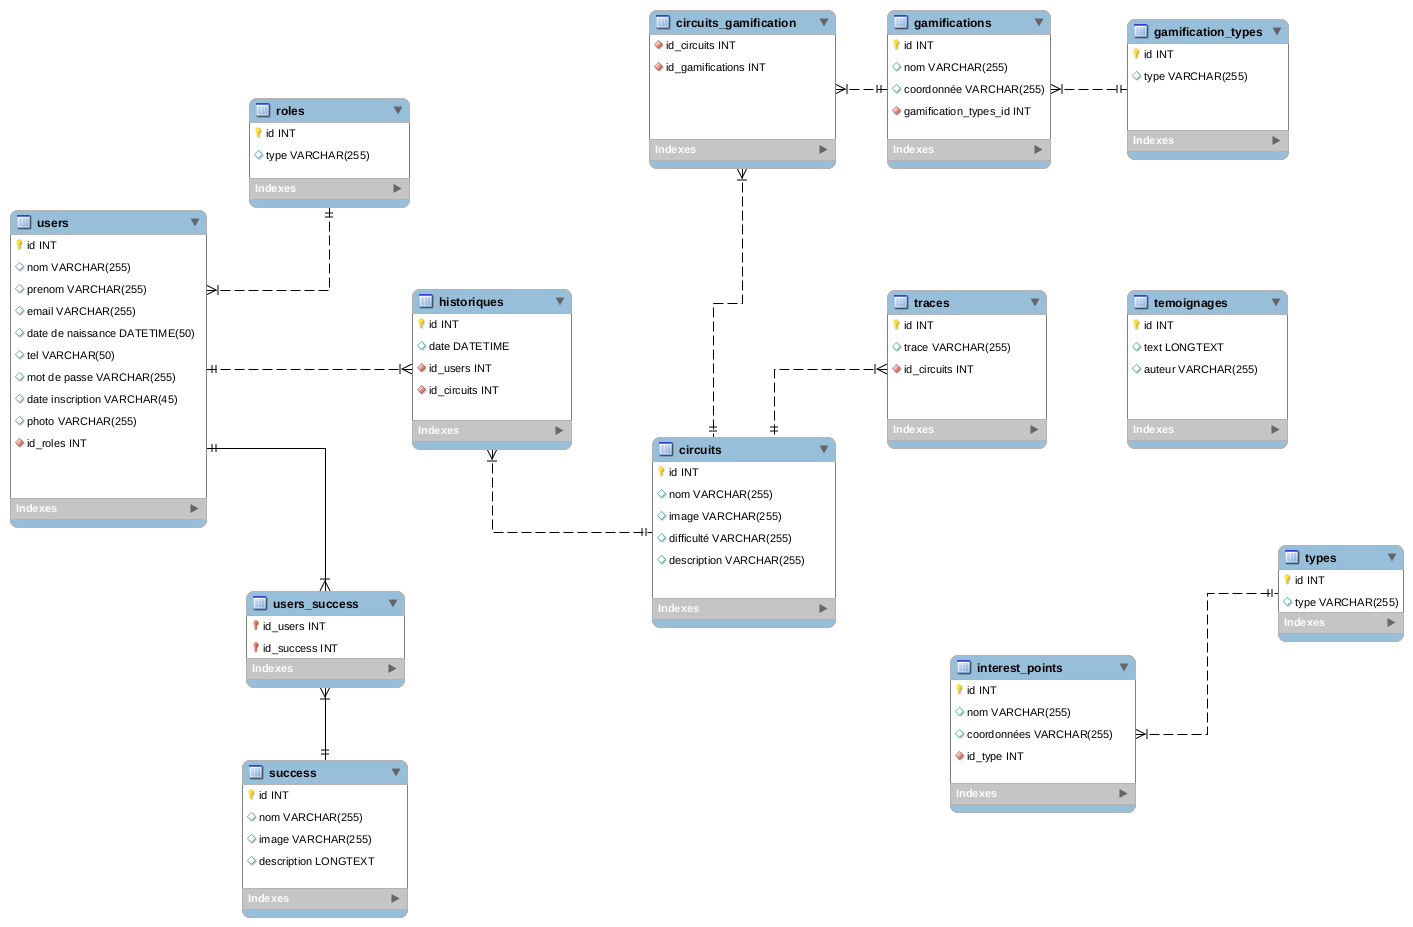 circuits_gamification
id_circuits INT
id_gamifications INT
Indexes
gamifications
id INT
nom VARCHAR(255)
coordonnée VARCHAR(255)
gamification_types_id INT
Indexes
gamification_types
id INT
type VARCHAR(255)
Indexes
roles
id INT
type VARCHAR(255)
Indexes
users
id INT
nom VARCHAR(255)
prenom VARCHAR(255)
email VARCHAR(255)
date de naissance DATETIME(50)
tel VARCHAR(50)
mot de passe VARCHAR(255)
date inscription VARCHAR(45)
photo VARCHAR(255)
id_roles INT
Indexes
historiques
id INT
date DATETIME
id_users INT
id_circuits INT
Indexes
traces
id INT
trace VARCHAR(255)
id_circuits INT
Indexes
temoignages
id INT
text LONGTEXT
auteur VARCHAR(255)
Indexes
circuits
id INT
nom VARCHAR(255)
image VARCHAR(255)
difficulté VARCHAR(255)
description VARCHAR(255)
Indexes
types
id INT
type VARCHAR(255)
Indexes
users_success
id_users INT
id_success INT
Indexes
interest_points
id INT
nom VARCHAR(255)
coordonnées VARCHAR(255)
id_type INT
Indexes
success
id INT
nom VARCHAR(255)
image VARCHAR(255)
description LONGTEXT
Indexes